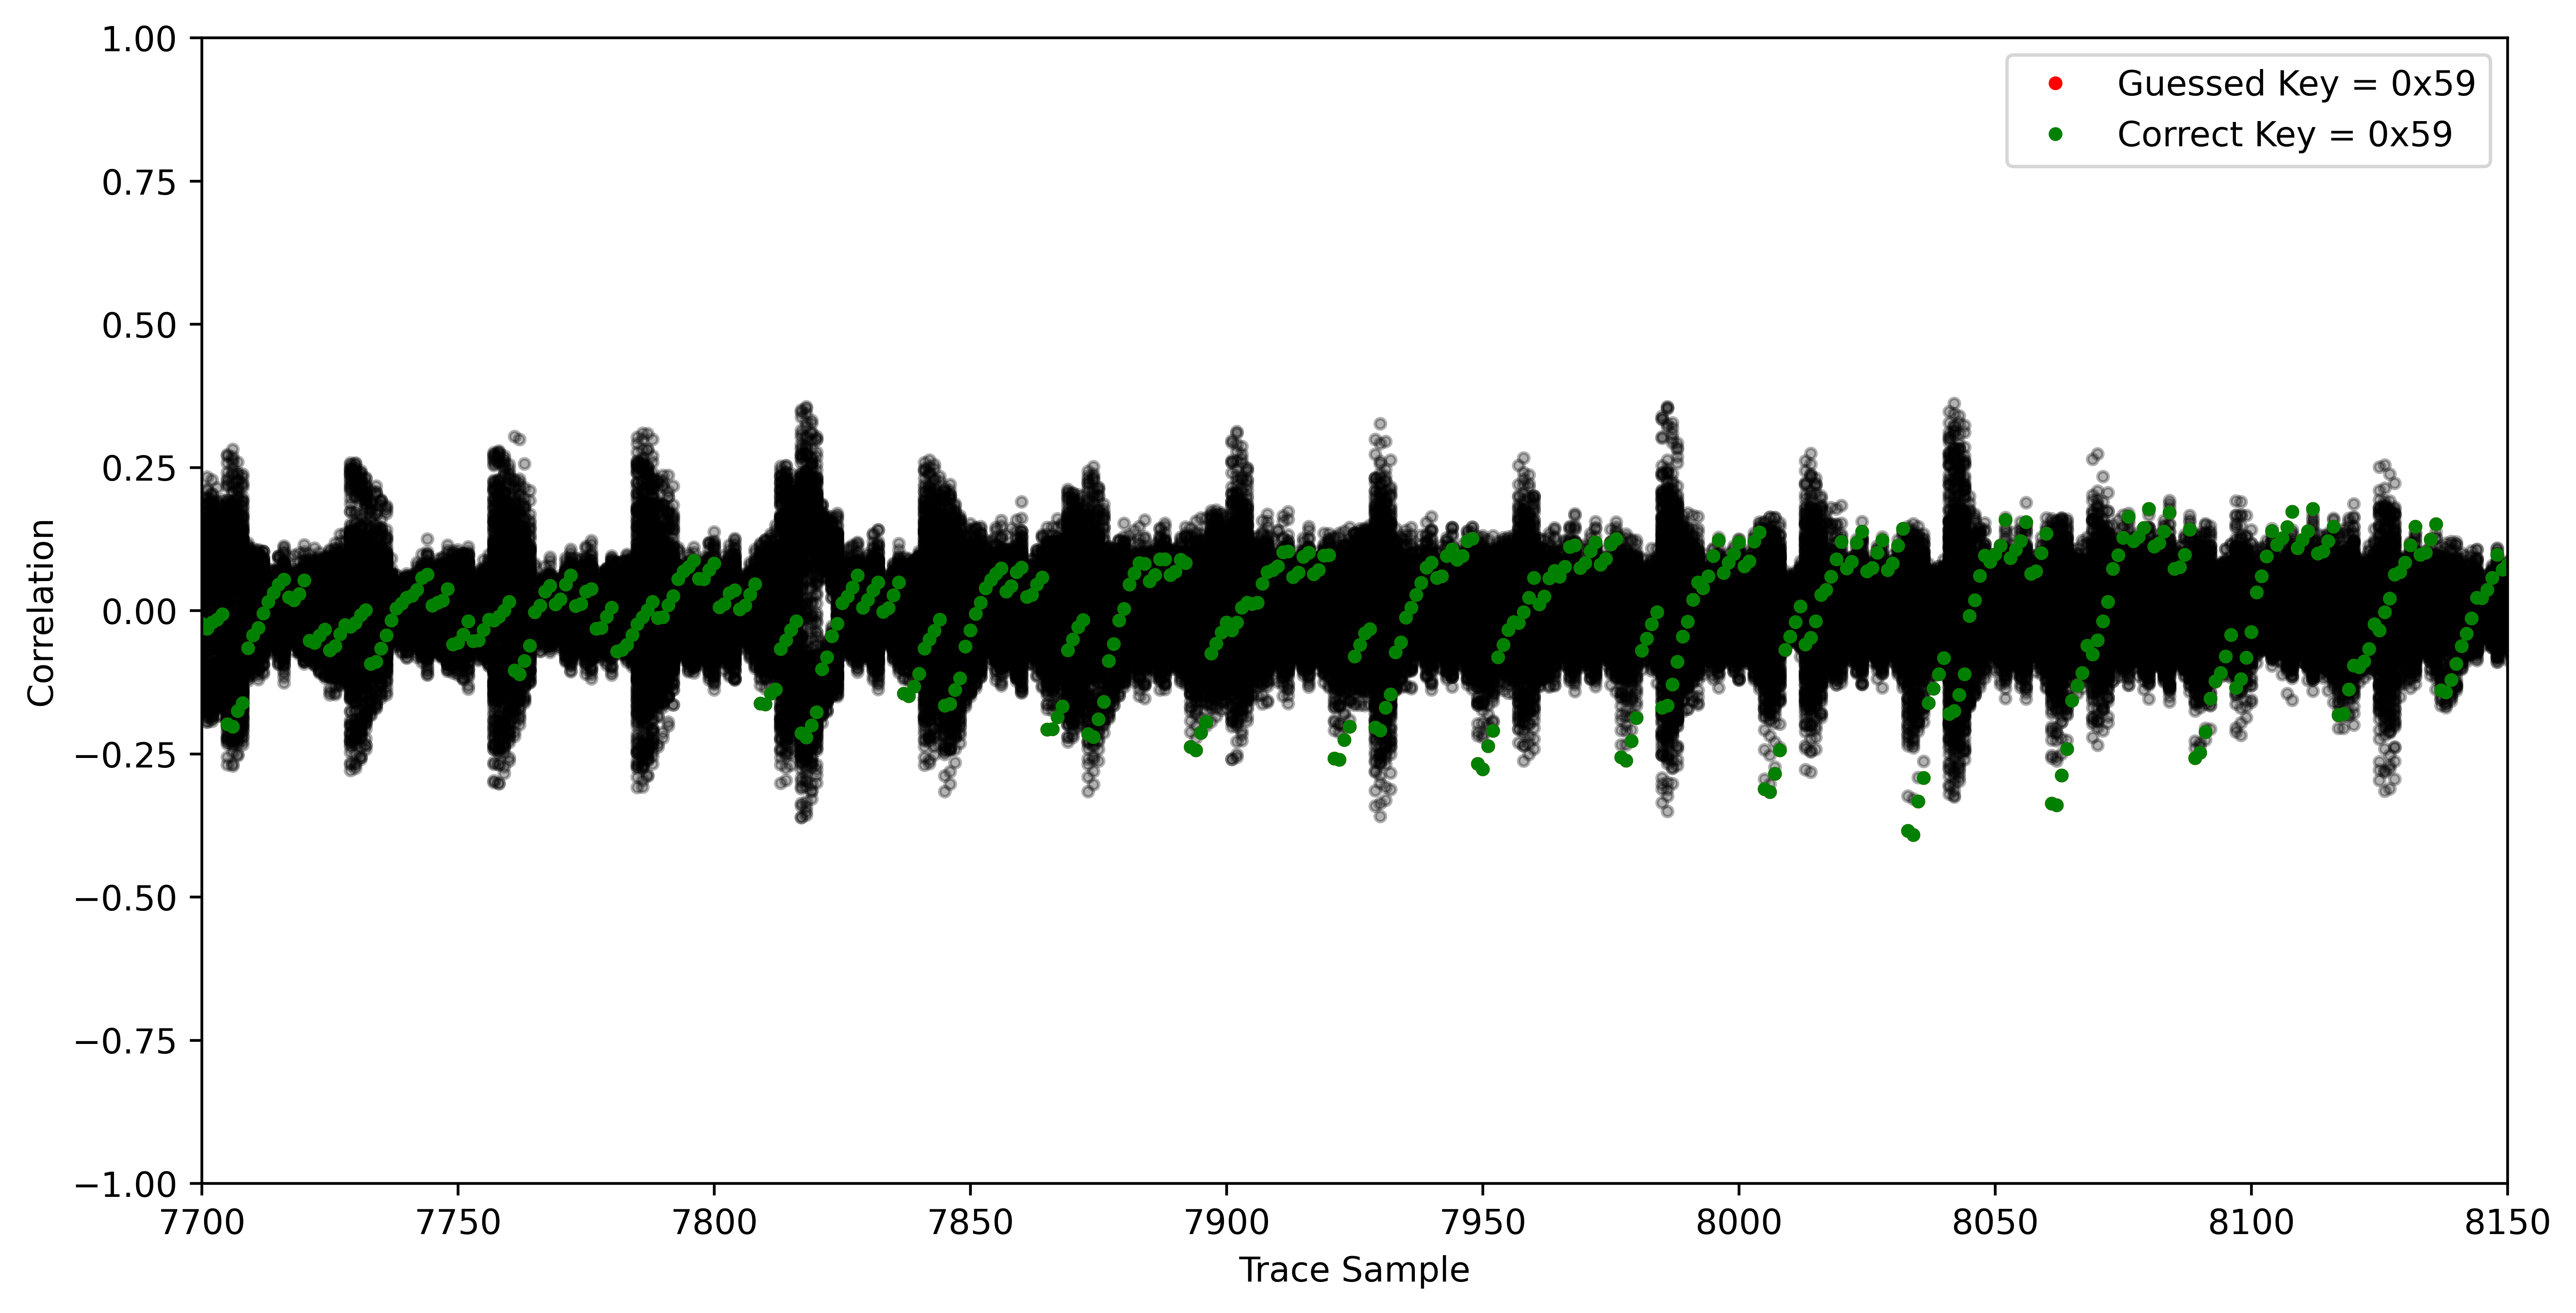 Guessed Key = 0x59
Correct Key = 0x59
Correlation
1.00
0.75
0.50
0.25
0.00
−0.25
−0.50
−0.75
−1.00
7700 7750 7800 7850 7900 7950 8000 8050 8100 8150
Trace Sample